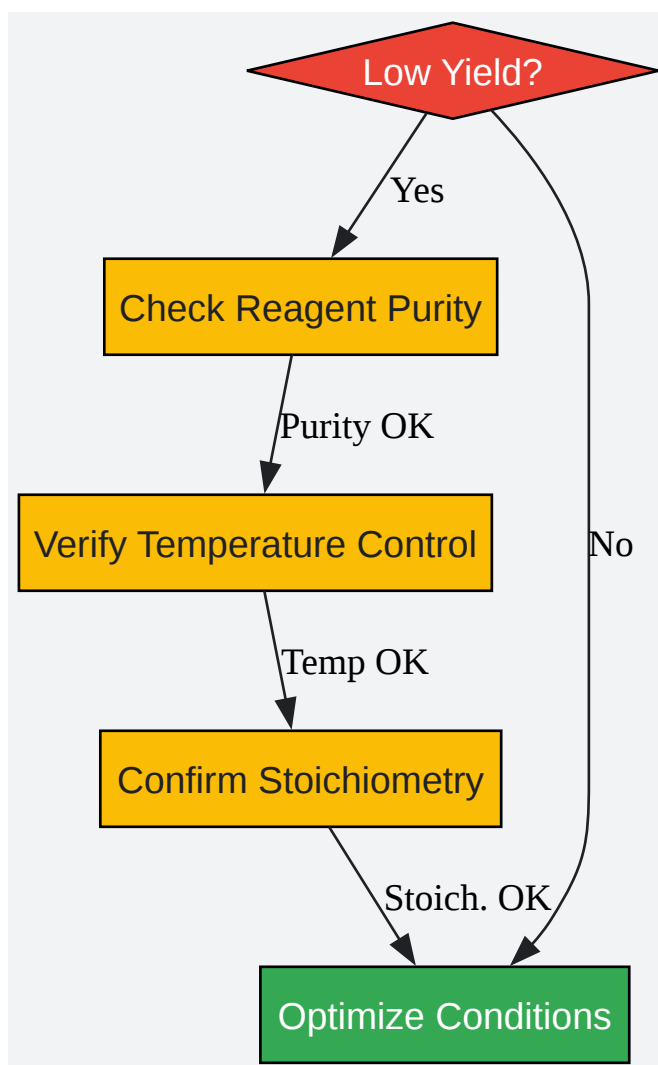 Low Yield?
Yes
Check Reagent Purity
Purity OK
Verify Temperature Control
No
Temp OK
Confirm Stoichiometry
Stoich. OK
Optimize Conditions